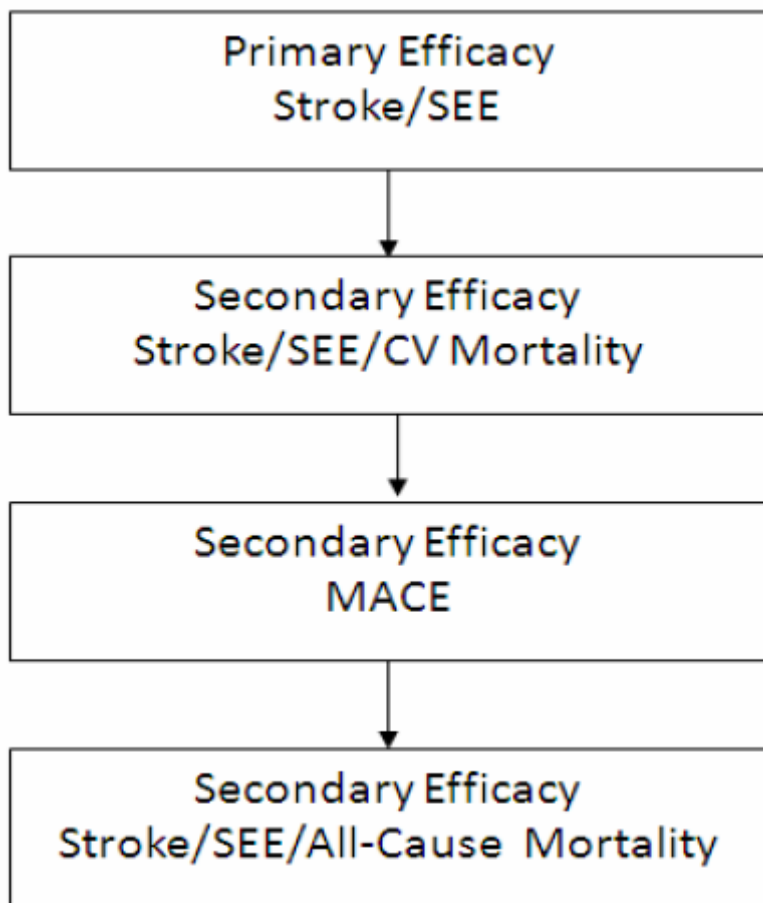 Primary Efficacy
Stroke/SEE
Secondary Efficacy
Stroke/SEE/CV Mortality
Secondary Efficacy
MACE
Secondary Efficacy
Stroke/SEE/All-Cause Mortality